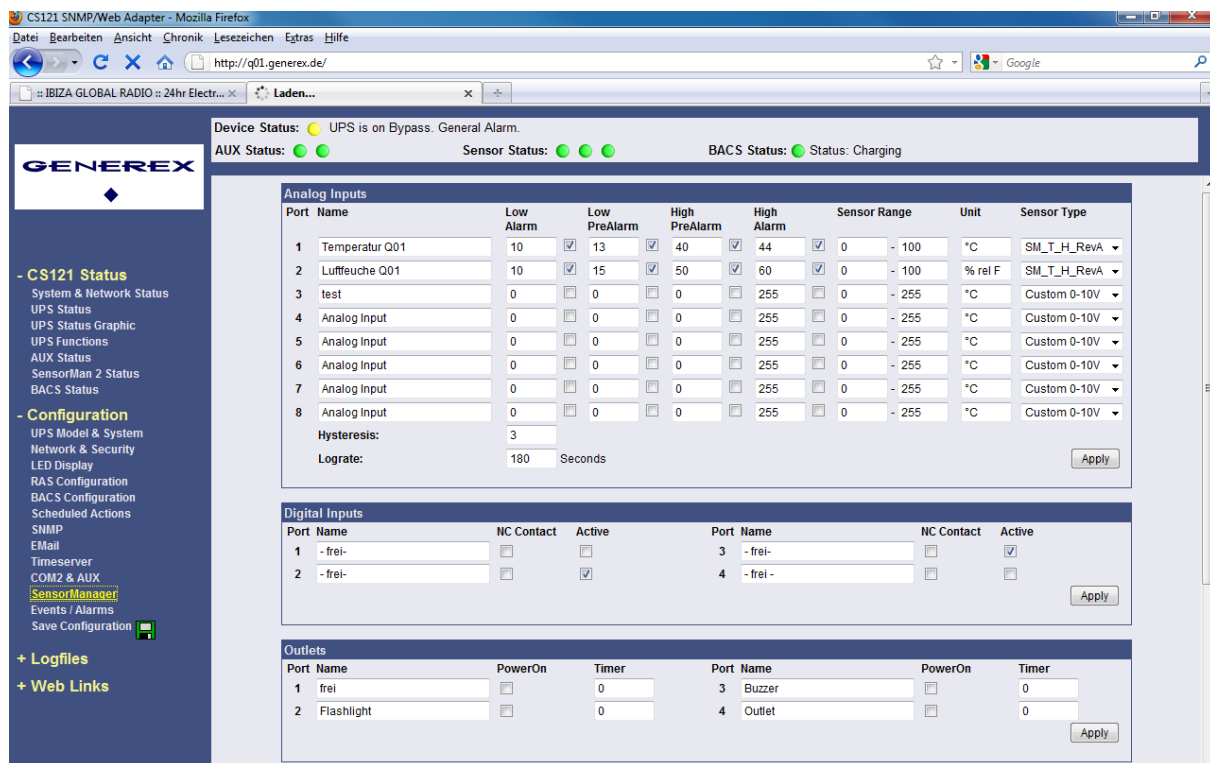 CS121 SNMP/Web Adapter - Mozilla Firefox
Datei Bearbeiten Ansicht Chronik Lesezeichen Extras Hilfe
http://q01.generex.de/
Google
:: IBIZA GLOBAL RADIO :: 24hr Electr...
Laden...
GENEREX
Device Status: UPS is on Bypass. General Alarm.
AUX Status: Sensor Status: BACS Status: Status: Charging
- CS121 Status
System & Network Status
UPS Status
UPS Status Graphic
UPS Functions
AUX Status
SensorMan 2 Status
BACS Status
- Configuration
UPS Model & System
Network & Security
LED Display
RAS Configuration
BACS Configuration
Scheduled Actions
SNMP
EMail
Timeserver
COM2 & AUX
SensorManager
Events / Alarms
Save Configuration
+ Logfiles
+ Web Links
Analog Inputs
Port Name Low Alarm Low PreAlarm High PreAlarm High Alarm Sensor Range Unit Sensor Type
1 Temperatur Q01 10 13 40 44 0 - 100 °C SM_T_H_RevA
2 Luftfeuche Q01 10 15 50 60 0 - 100 % rel F SM_T_H_RevA
3 test 0 0 0 255 0 - 255 °C Custom 0-10V
4 Analog Input 0 0 0 255 0 - 255 °C Custom 0-10V
5 Analog Input 0 0 0 255 0 - 255 °C Custom 0-10V
6 Analog Input 0 0 0 255 0 - 255 °C Custom 0-10V
7 Analog Input 0 0 0 255 0 - 255 °C Custom 0-10V
8 Analog Input 0 0 0 255 0 - 255 °C Custom 0-10V
Hysteresis: 3
Lograte: 180 Seconds
Apply
Digital Inputs
Port Name NC Contact Active Port Name NC Contact Active
1 - frei- 3 - frei-
2 - frei- 4 - frei -
Apply
Outlets
Port Name PowerOn Timer Port Name PowerOn Timer
1 frei 0 3 Buzzer 0
2 Flashlight 0 4 Outlet 0
Apply